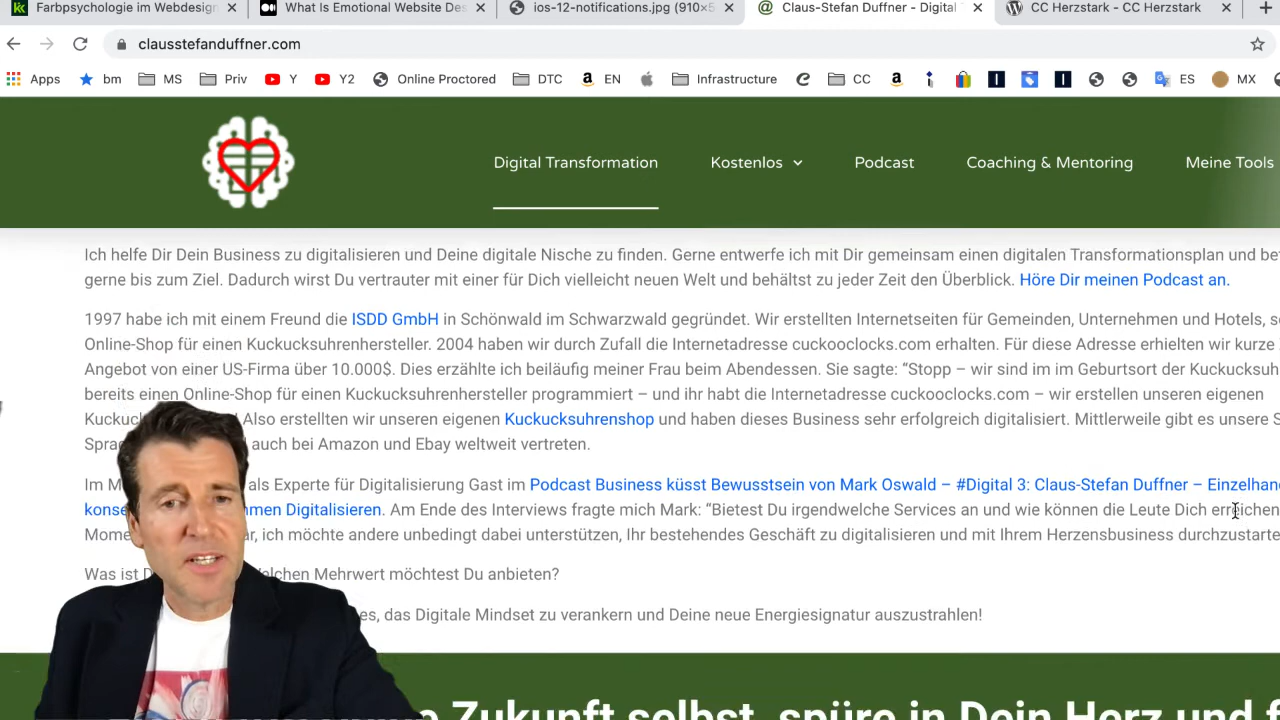 Farbpsychologie im Webdesign
What Is Emotional Website Des
ios-12-notifications.jpg (910×5
Claus-Stefan Duffner - Digital
CC Herzstark - CC Herzstark
clausstefanduffner.com
Apps bm MS Priv Y Y2 Online Proctored DTC EN Infrastructure CC ES MX
Digital Transformation Kostenlos Podcast Coaching & Mentoring Meine Tools
Ich helfe Dir Dein Business zu digitalisieren und Deine digitale Nische zu finden. Gerne entwerfe ich mit Dir gemeinsam einen digitalen Transformationsplan und be
gerne bis zum Ziel. Dadurch wirst Du vertrauter mit einer für Dich vielleicht neuen Welt und behältst zu jeder Zeit den Überblick. Höre Dir meinen Podcast an.
1997 habe ich mit einem Freund die ISDD GmbH in Schönwald im Schwarzwald gegründet. Wir erstellten Internetseiten für Gemeinden, Unternehmen und Hotels, s
Online-Shop für einen Kuckucksuhrenhersteller. 2004 haben wir durch Zufall die Internetadresse cuckooclocks.com erhalten. Für diese Adresse erhielten wir kurze
Angebot von einer US-Firma über 10.000$. Dies erzählte ich beiläufig meiner Frau beim Abendessen. Sie sagte: “Stopp – wir sind im im Geburtsort der Kuckucksuh
bereits einen Online-Shop für einen Kuckucksuhrenhersteller programmiert – und ihr habt die Internetadresse cuckooclocks.com – wir erstellen unseren eigenen
Kuckuc Also erstellten wir unseren eigenen Kuckucksuhrenshop und haben dieses Business sehr erfolgreich digitalisiert. Mittlerweile gibt es unsere S
Sprac auch bei Amazon und Ebay weltweit vertreten.
Im M als Experte für Digitalisierung Gast im Podcast Business küsst Bewusstsein von Mark Oswald – #Digital 3: Claus-Stefan Duffner – Einzelhan
konse hmen Digitalisieren. Am Ende des Interviews fragte mich Mark: “Bietest Du irgendwelche Services an und wie können die Leute Dich erreichen
Mome ar, ich möchte andere unbedingt dabei unterstützen, Ihr bestehendes Geschäft zu digitalisieren und mit Ihrem Herzensbusiness durchzustarte
Was ist D elchen Mehrwert möchtest Du anbieten?
es, das Digitale Mindset zu verankern und Deine neue Energiesignatur auszustrahlen!
Zukunft selbst, spüre in Dein Herz und f